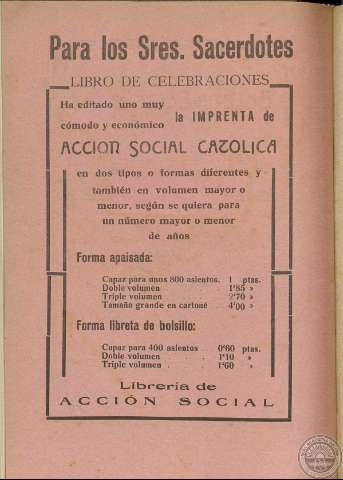 Para los Sres. Sacerdotes
LIBRO DE CELEBRACIONES
Ha editado uno muy
cómodo y económico la IMPRENTA de
ACCION SOCIAL CATOLICA
en dos tipos o formas diferentes y
también en volumen mayor o
menor, según se quiera para
un número mayor o menor
de años
Forma apaisada:
Capaz para unos 800 asientos. 1 ptas.
Doble volumen . . 1'85 »
Triple volumen . . 2'70 »
Tamaño grande en cartoné 4'00 »
Forma libreta de bolsillo:
Capaz para 400 asientos . . 0'60 ptas.
Doble volumen . . 1'10 »
Triple volumen . . 1'60 »
Librería de
ACCIÓN SOCIAL